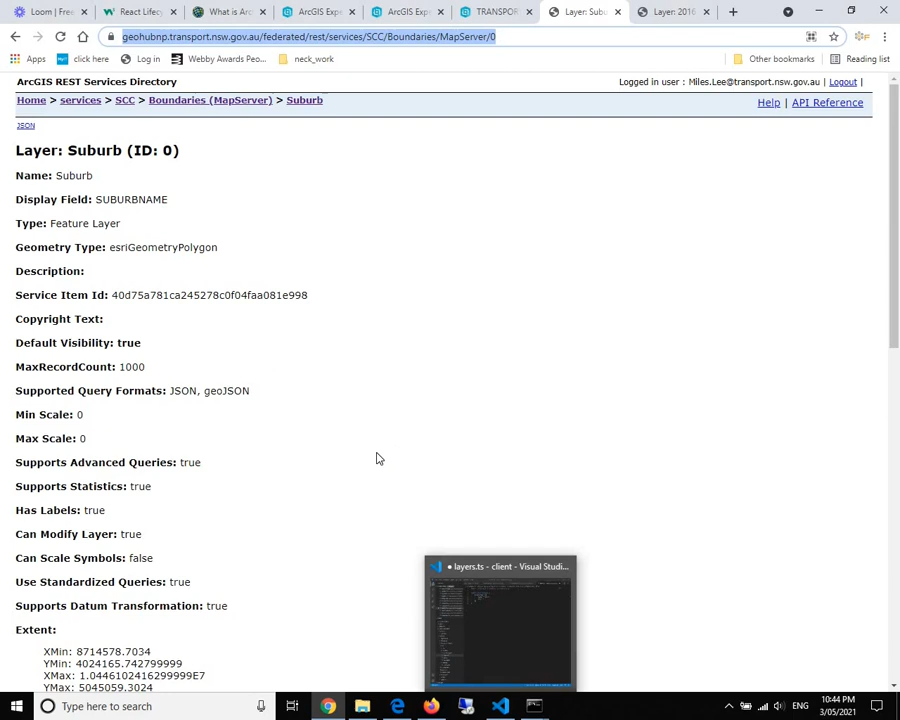 Loom | Free
React Lifec
What is Arc
ArcGIS Exp
ArcGIS Exp
TRANSPOR
Layer: Subu
Layer: 2016
geohubnp.transport.nsw.gov.au/federated/rest/services/SCC/Boundaries/MapServer/0
Apps
click here
Log in
Webby Awards Peo...
neck_work
Other bookmarks
Reading list
ArcGIS REST Services Directory
Logged in user : Miles.Lee@transport.nsw.gov.au | Logout |
Home > services > SCC > Boundaries (MapServer) > Suburb
Help | API Reference
JSON
Layer: Suburb (ID: 0)
Name: Suburb
Display Field: SUBURBNAME
Type: Feature Layer
Geometry Type: esriGeometryPolygon
Description:
Service Item Id: 40d75a781ca245278c0f04faa081e998
Copyright Text:
Default Visibility: true
MaxRecordCount: 1000
Supported Query Formats: JSON, geoJSON
Min Scale: 0
Max Scale: 0
Supports Advanced Queries: true
Supports Statistics: true
Has Labels: true
Can Modify Layer: true
Can Scale Symbols: false
Use Standardized Queries: true
Supports Datum Transformation: true
Extent:
XMin: 8714578.7034
YMin: 4024165.742799999
XMax: 1.0446102416299999E7
YMax: 5045059.3024
● layers.ts - client - Visual Studi...
Type here to search
ENG
10:44 PM
3/05/2021